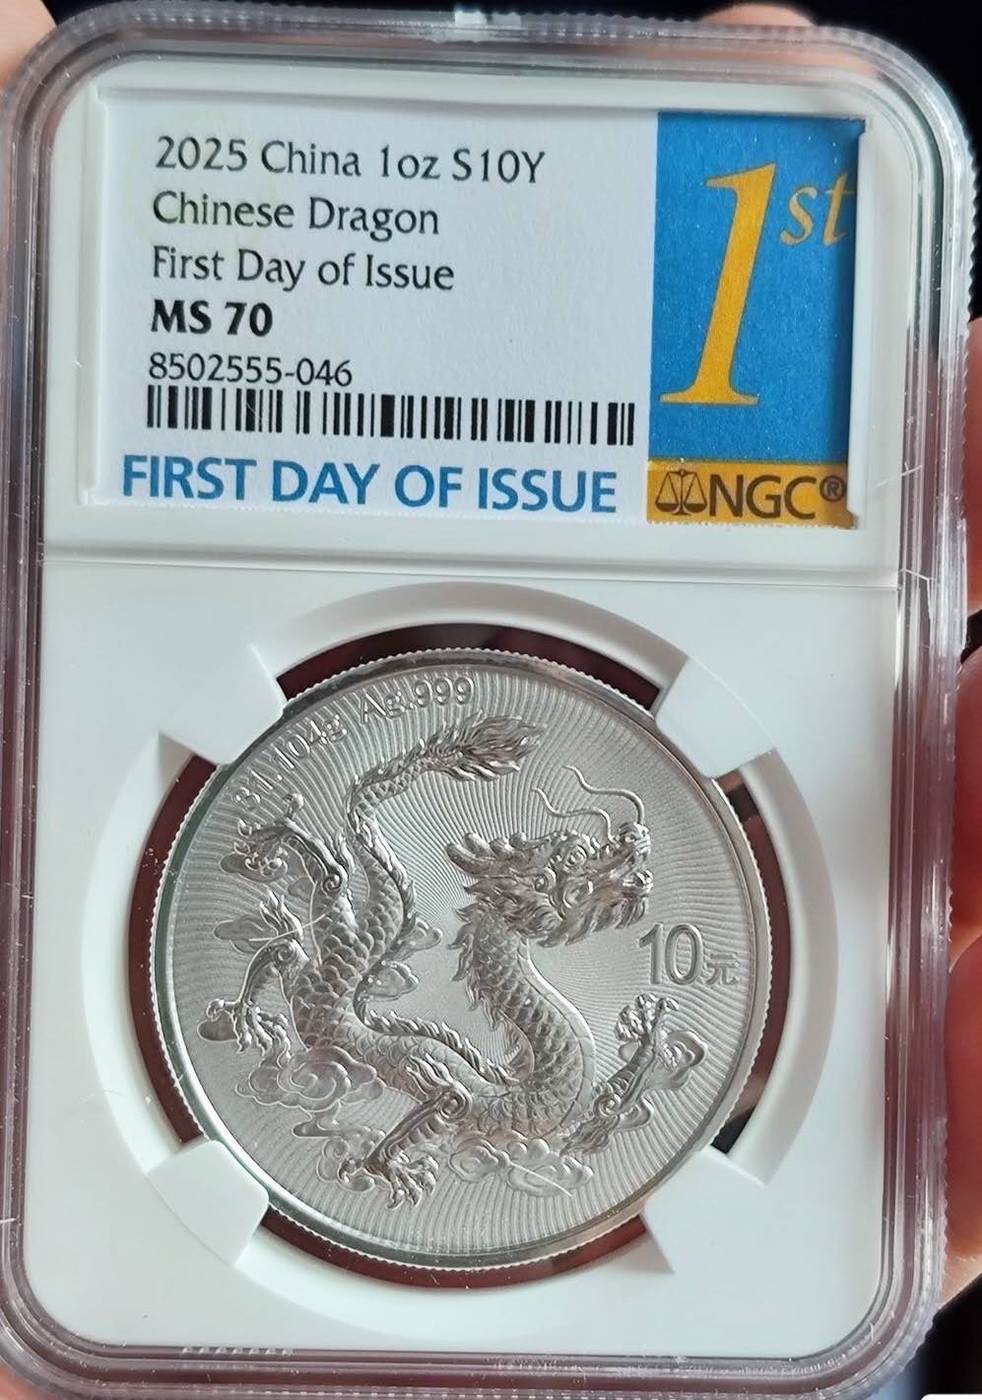 2025 China 1oz S10Y
Chinese Dragon
First Day of Issue
MS 70
8502555-046
FIRST DAY OF ISSUE
1st
NGC®
31.104g Ag.999
10元